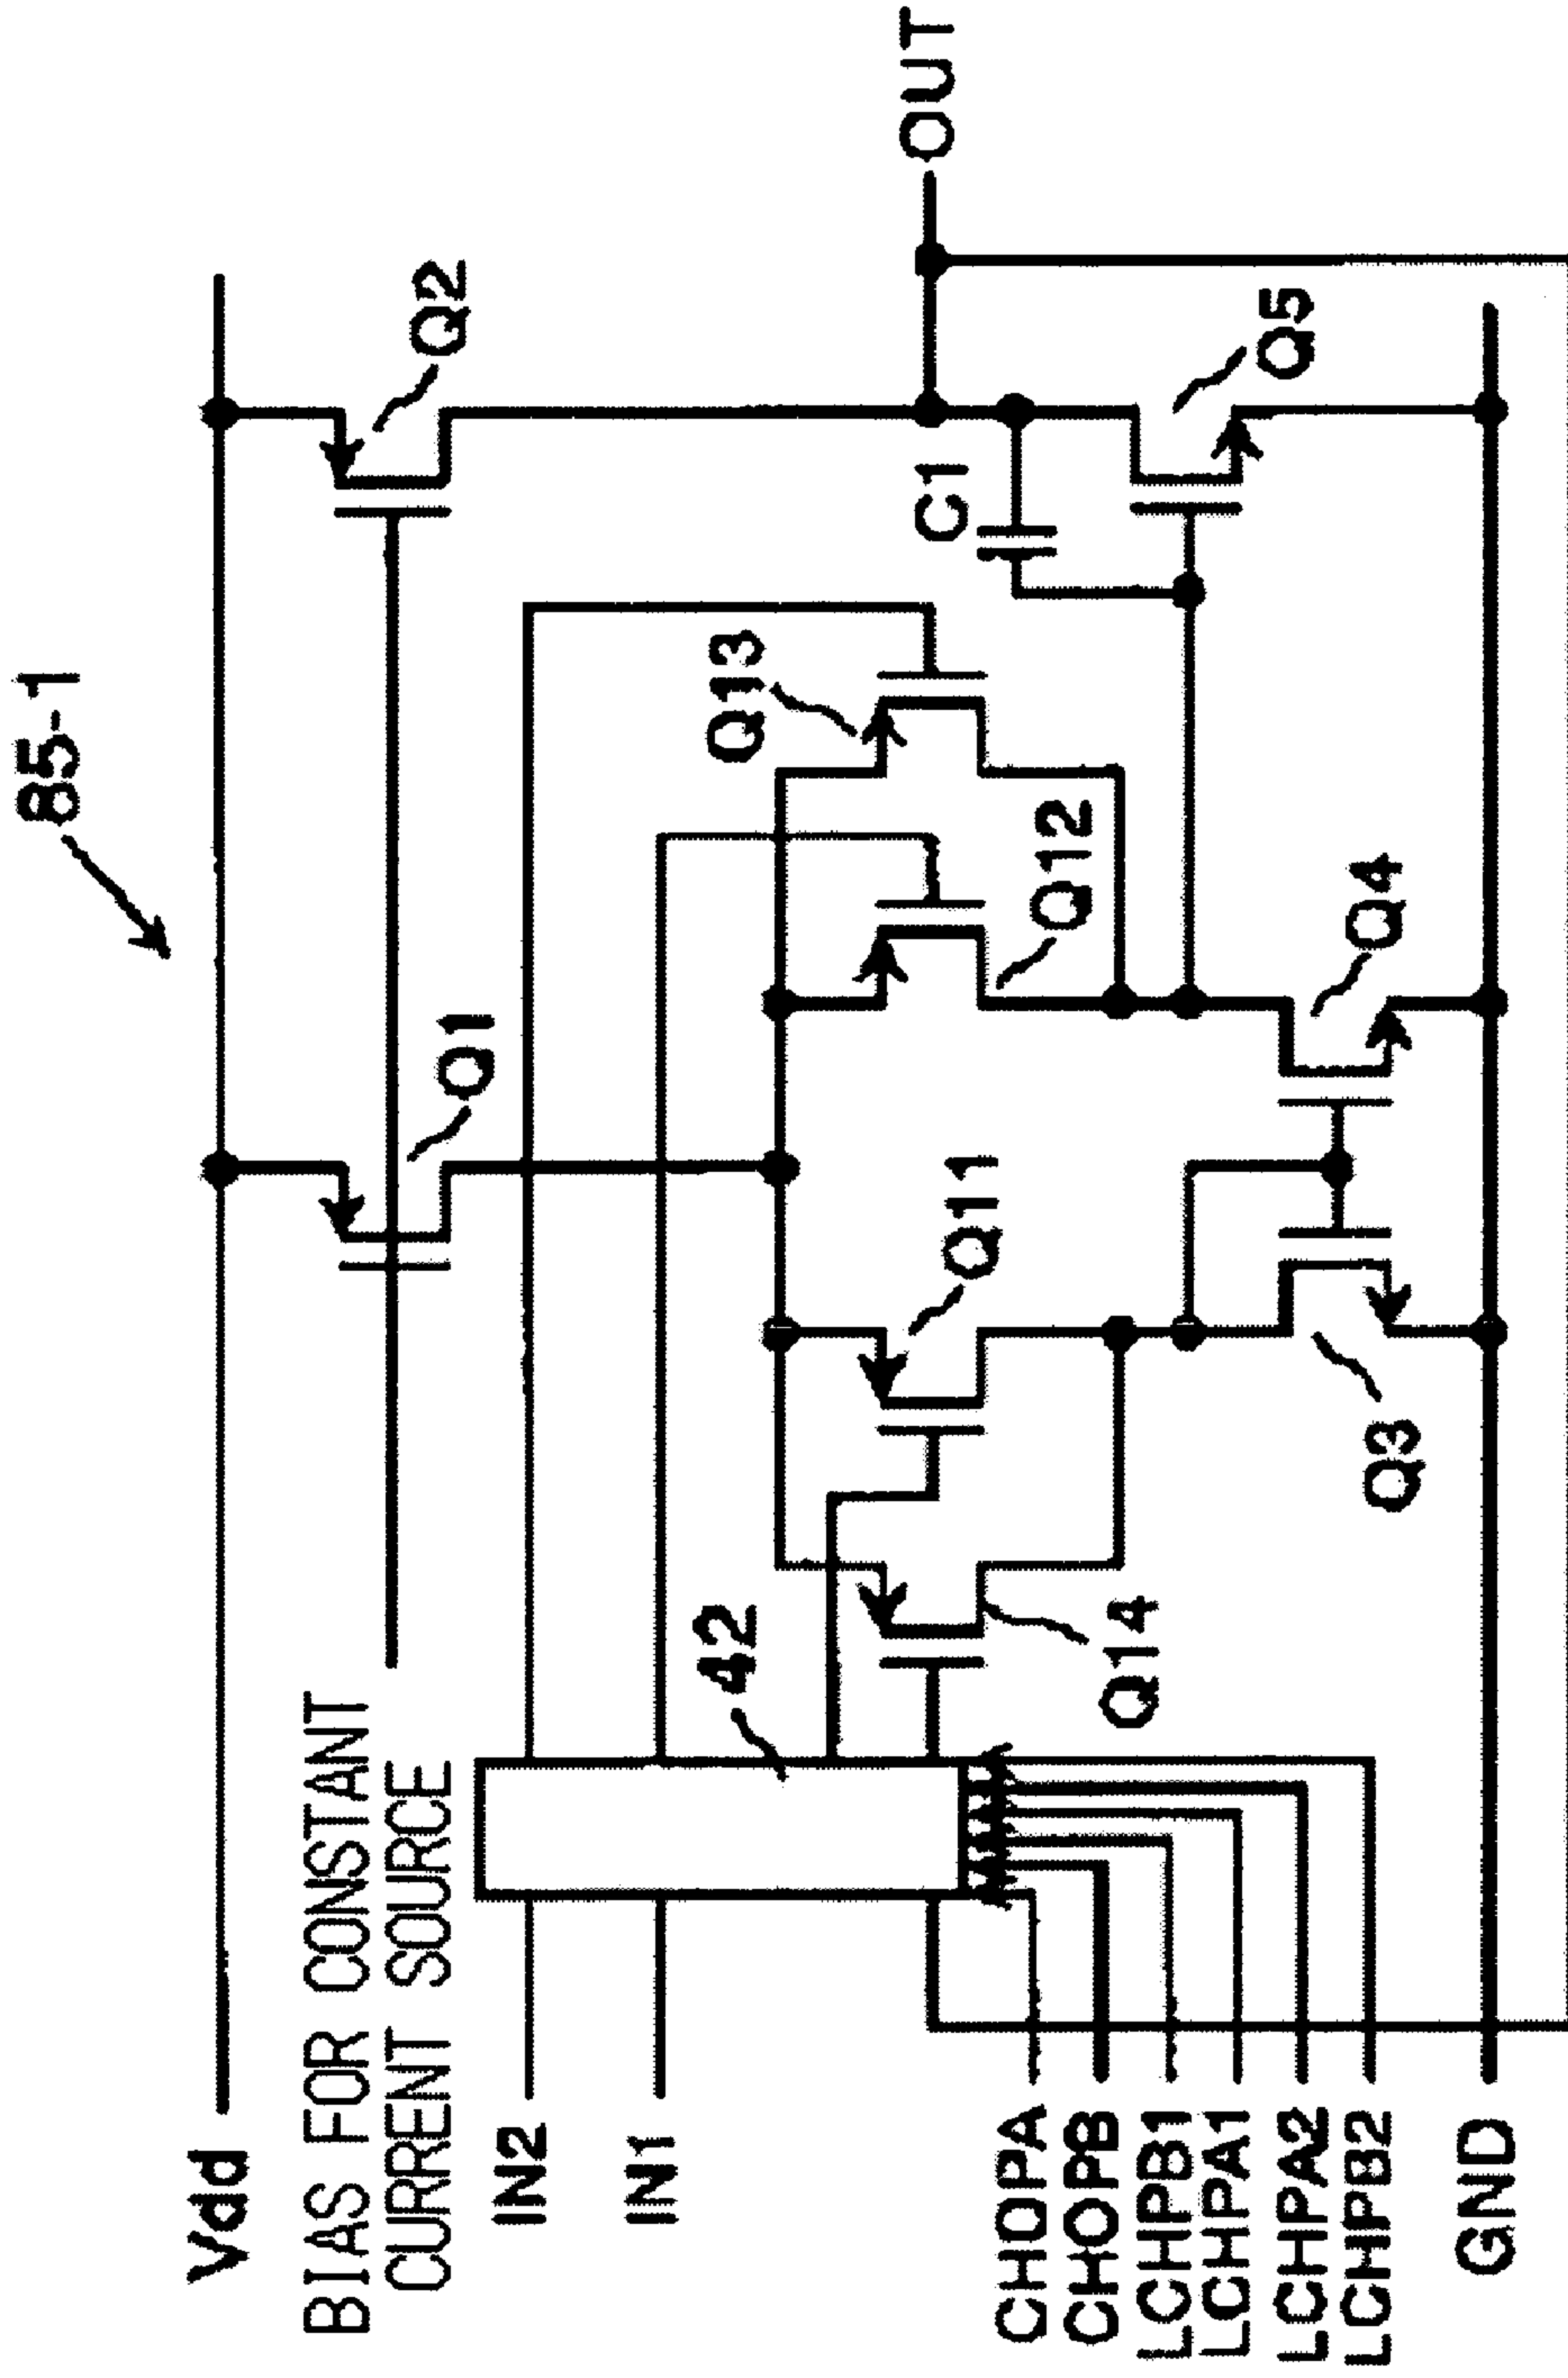 85-1
Vdd
BIAS FOR CONSTANT
CURRENT SOURCE
Q1
Q2
IN2
IN1
42
Q14
Q11
Q12
Q13
C1
OUT
CHOPA
CHOPB
LCHPB1
LCHPA1
LCHPA2
LCHPB2
Q3
Q4
Q5
GND